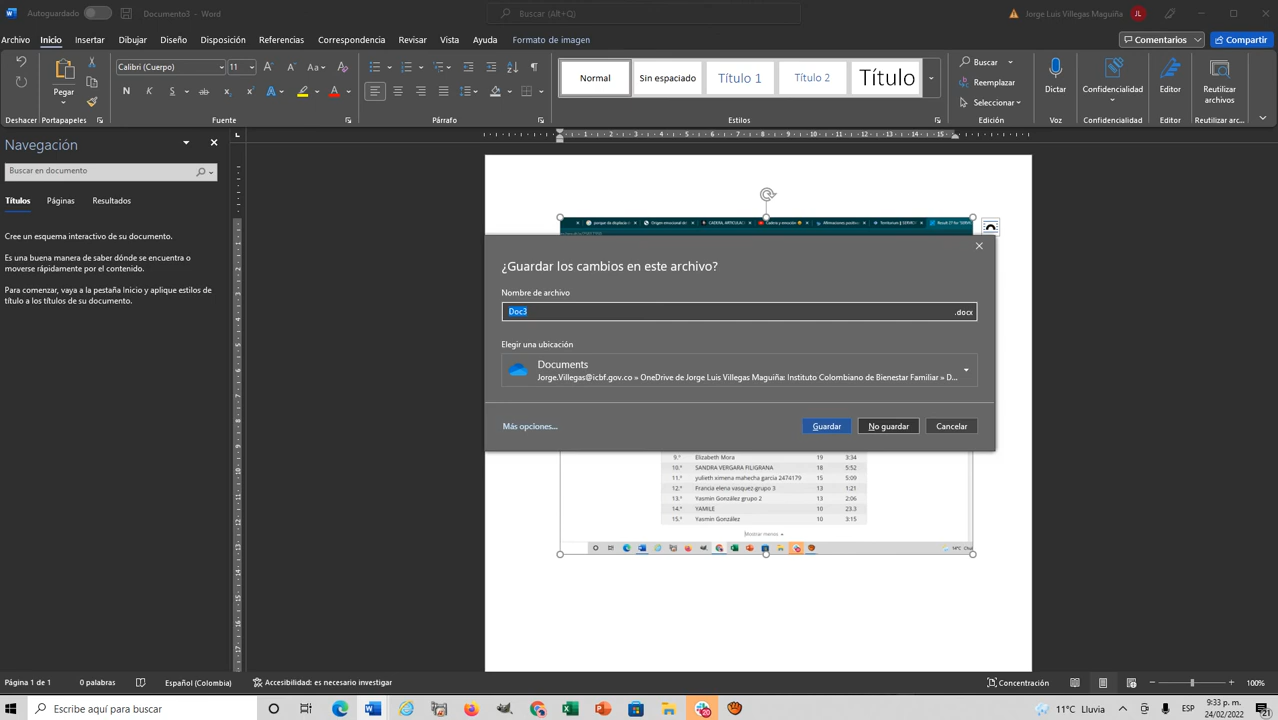 Autoguardado
Documento3 - Word
Buscar (Alt+Q)
Jorge Luis Villegas Maguiña
JL
Archivo Inicio Insertar Dibujar Diseño Disposición Referencias Correspondencia Revisar Vista Ayuda Formato de imagen
Comentarios
Compartir
Calibri (Cuerpo) 11
Pegar
Normal
Sin espaciado
Título 1
Título 2
Título
Buscar
Reemplazar
Seleccionar
Dictar
Confidencialidad
Editor
Reutilizar
archivos
Deshacer Portapapeles Fuente Párrafo Estilos Edición Voz Confidencialidad Editor Reutilizar arc...
Navegación
Buscar en documento
Títulos Páginas Resultados
Cree un esquema interactivo de su documento.
Es una buena manera de saber dónde se encuentra o
moverse rápidamente por el contenido.
Para comenzar, vaya a la pestaña Inicio y aplique estilos de
título a los títulos de su documento.
¿Guardar los cambios en este archivo?
Nombre de archivo
Doc3 .docx
Elegir una ubicación
Documents
Jorge.Villegas@icbf.gov.co » OneDrive de Jorge Luis Villegas Maguiña: Instituto Colombiano de Bienestar Familiar » D...
Más opciones...
Guardar
No guardar
Cancelar
9.º Elizabeth Mora 19 3:34
10.º SANDRA VERGARA FILIGRANA 18 5:52
11.º yulieth ximena mahecha garcia 2474179 15 5:09
12.º Francia elena vasquez-grupo 3 13 1:21
13.º Yasmin González grupo 2 13 2:06
14.º YAMILE 10 23.3
15.º Yasmin González 10 3:15
Mostrar menos
14°C
Página 1 de 1 0 palabras Español (Colombia) Accesibilidad: es necesario investigar
Concentración
100%
Escribe aquí para buscar
20
11°C Lluvia
ESP
9:33 p. m.
24/02/2022
1